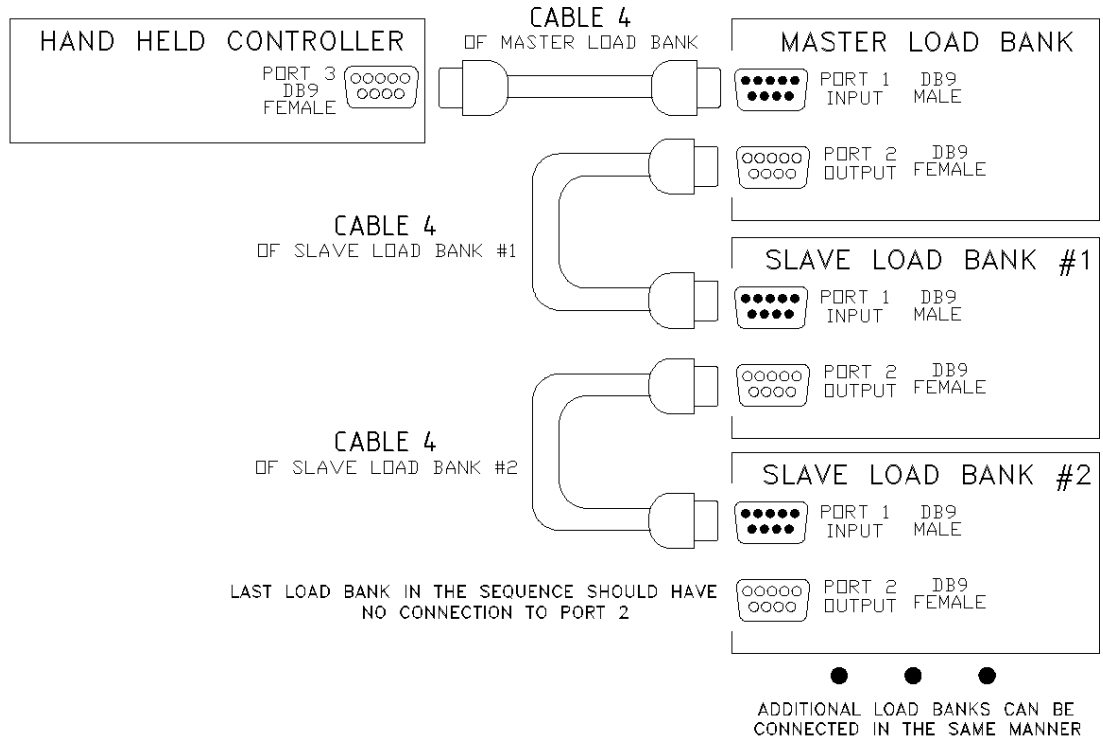 CABLE 4
OF MASTER LOAD BANK
HAND HELD CONTROLLER
PORT 3
DB9
FEMALE
MASTER LOAD BANK
PORT 1 DB9
INPUT MALE
PORT 2 DB9
OUTPUT FEMALE
CABLE 4
OF SLAVE LOAD BANK #1
SLAVE LOAD BANK #1
PORT 1 DB9
INPUT MALE
PORT 2 DB9
OUTPUT FEMALE
CABLE 4
OF SLAVE LOAD BANK #2
SLAVE LOAD BANK #2
PORT 1 DB9
INPUT MALE
PORT 2 DB9
OUTPUT FEMALE
LAST LOAD BANK IN THE SEQUENCE SHOULD HAVE
NO CONNECTION TO PORT 2
ADDITIONAL LOAD BANKS CAN BE
CONNECTED IN THE SAME MANNER